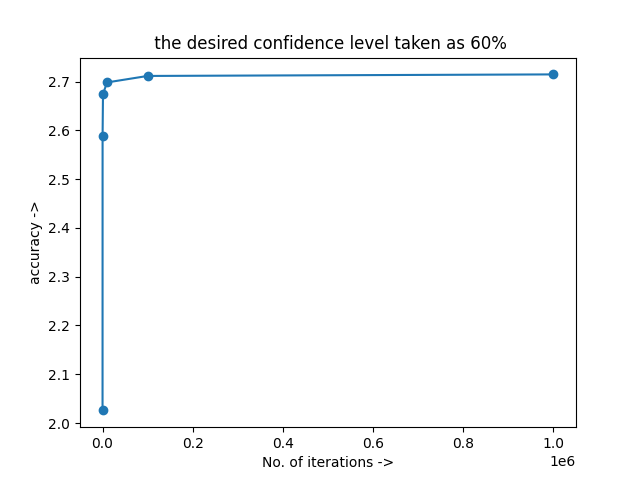 the desired confidence level taken as 60%
2.7
2.6
2.5
2.4
2.3
2.2
2.1
2.0
accuracy ->
0.0 0.2 0.4 0.6 0.8 1.0
1e6
No. of iterations ->